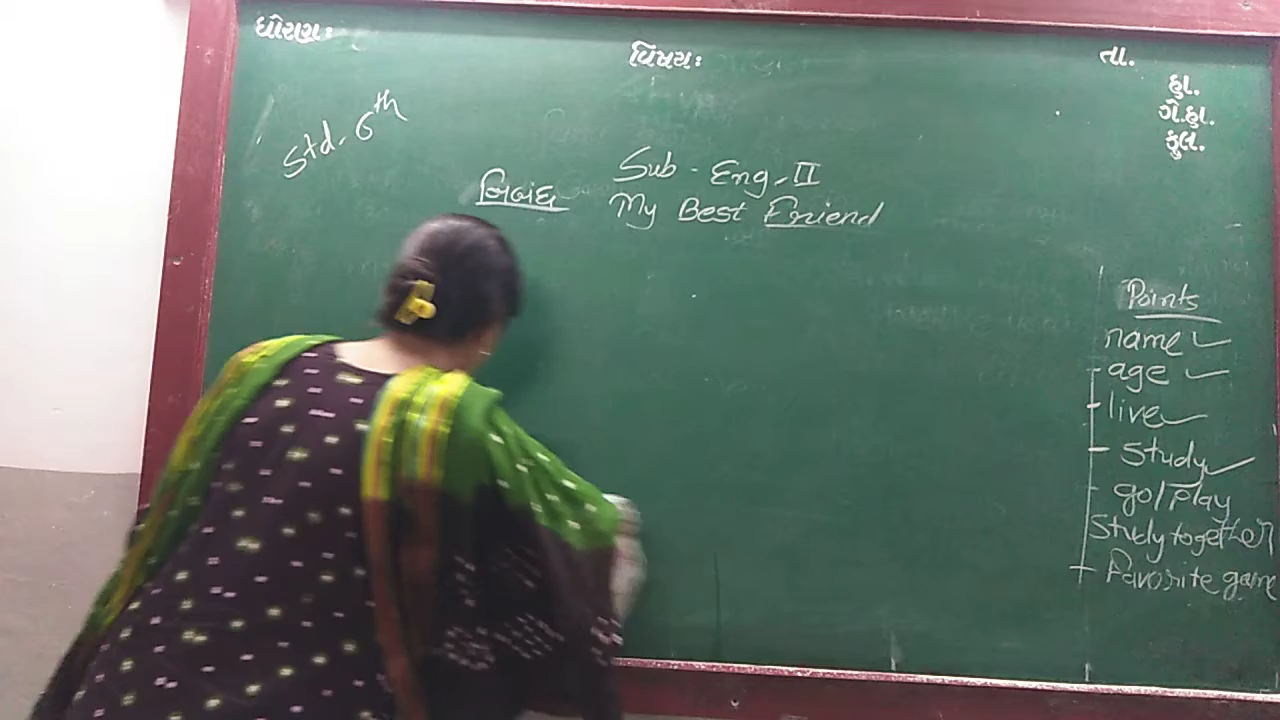 ધોરણઃ
વિષયઃ
તા.
હા.
ગે.હા.
કુલ.
Std. 6th
Sub - Eng - II
નિબંધ My Best Friend
Points
name
age
live
Study
go/play
Study together
Favorite game